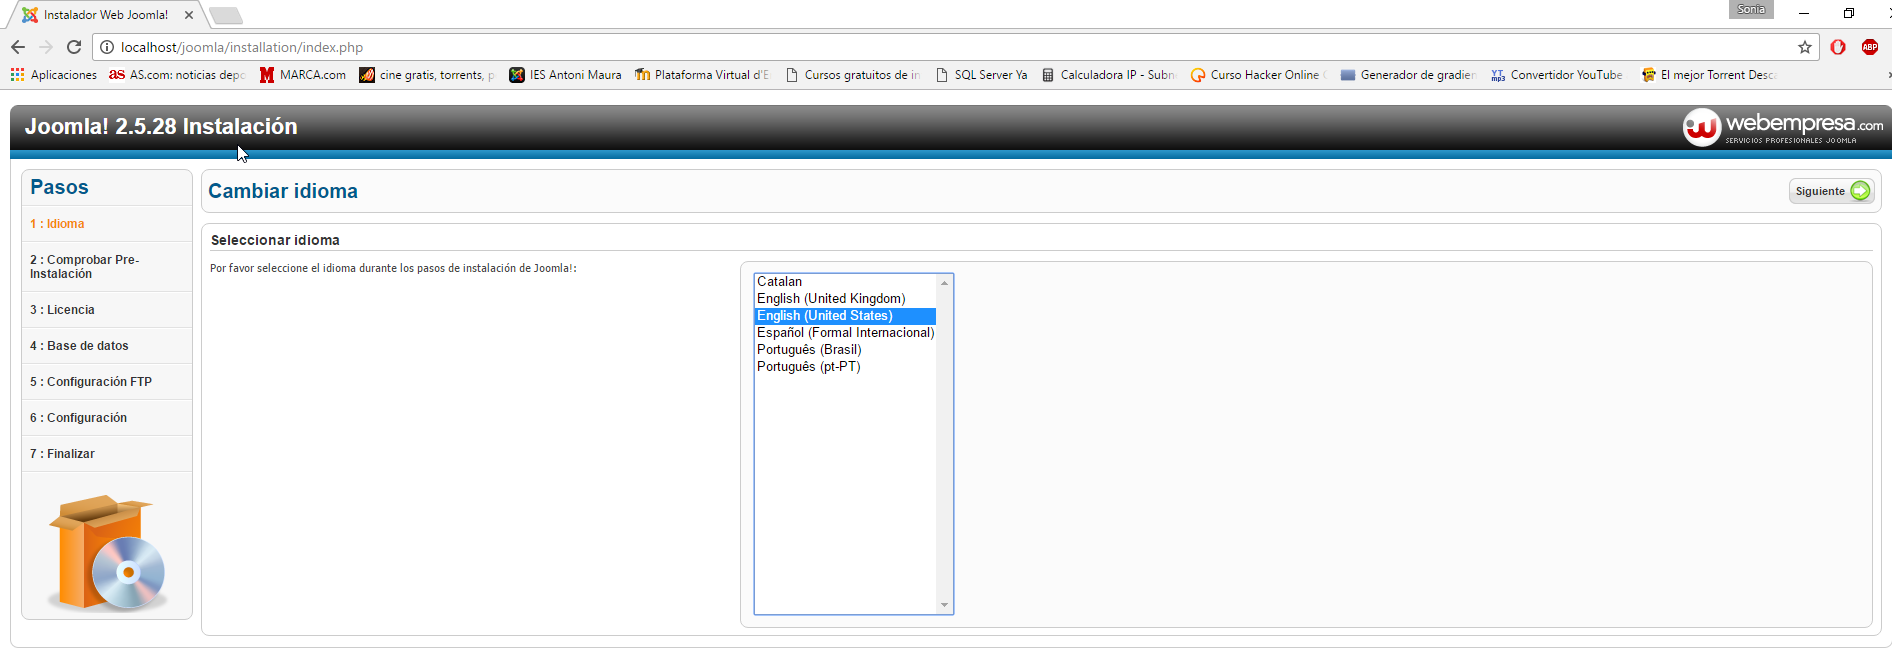 Instalador Web Joomla!
Sonia
localhost/joomla/installation/index.php
ABP
Aplicaciones
as AS.com: noticias depo
M MARCA.com
cine gratis, torrents, p
IES Antoni Maura
Plataforma Virtual d'E
Cursos gratuitos de in
SQL Server Ya
Calculadora IP - Subn
Curso Hacker Online
Generador de gradien
YT mp3 Convertidor YouTube
El mejor Torrent Desca
Joomla! 2.5.28 Instalación
webempresa.com
SERVICIOS PROFESIONALES JOOMLA
Pasos
1 : Idioma
2 : Comprobar Pre-
Instalación
3 : Licencia
4 : Base de datos
5 : Configuración FTP
6 : Configuración
7 : Finalizar
Cambiar idioma
Siguiente
Seleccionar idioma
Por favor seleccione el idioma durante los pasos de instalación de Joomla!:
Catalan
English (United Kingdom)
English (United States)
Español (Formal Internacional)
Português (Brasil)
Português (pt-PT)